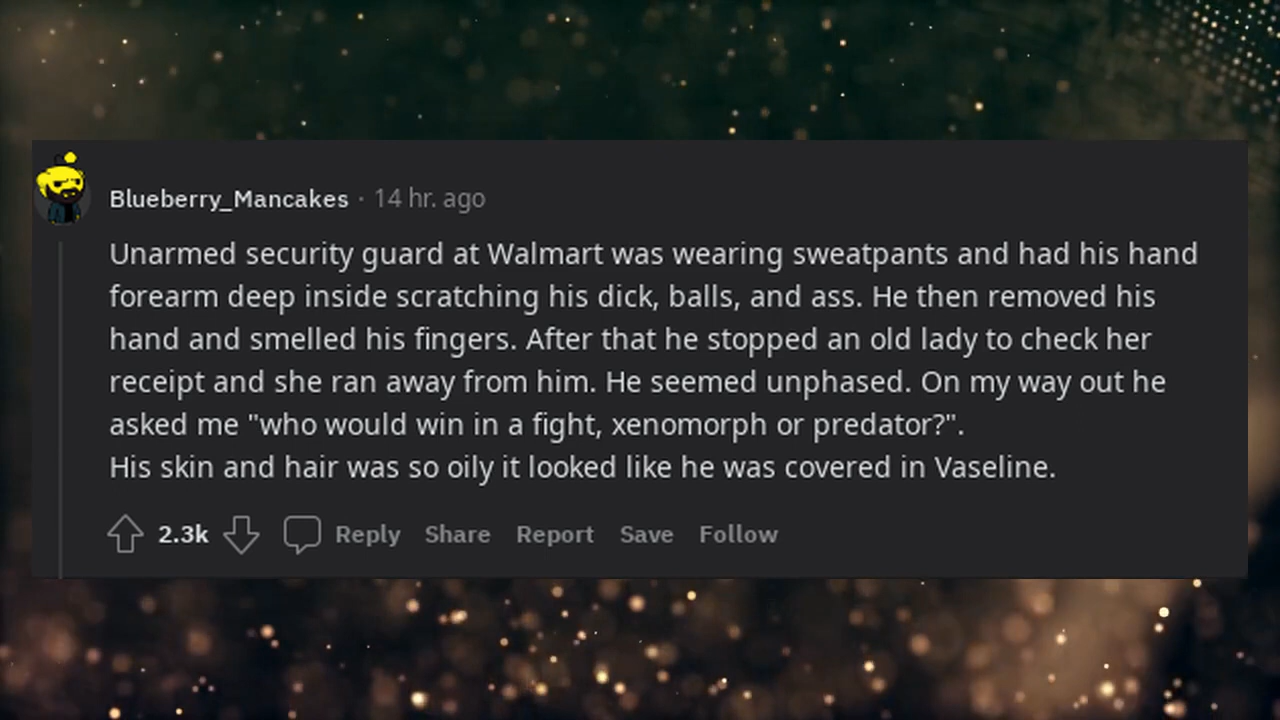 Blueberry_Mancakes · 14 hr. ago
Unarmed security guard at Walmart was wearing sweatpants and had his hand
forearm deep inside scratching his dick, balls, and ass. He then removed his
hand and smelled his fingers. After that he stopped an old lady to check her
receipt and she ran away from him. He seemed unphased. On my way out he
asked me "who would win in a fight, xenomorph or predator?".
His skin and hair was so oily it looked like he was covered in Vaseline.
2.3k Reply Share Report Save Follow